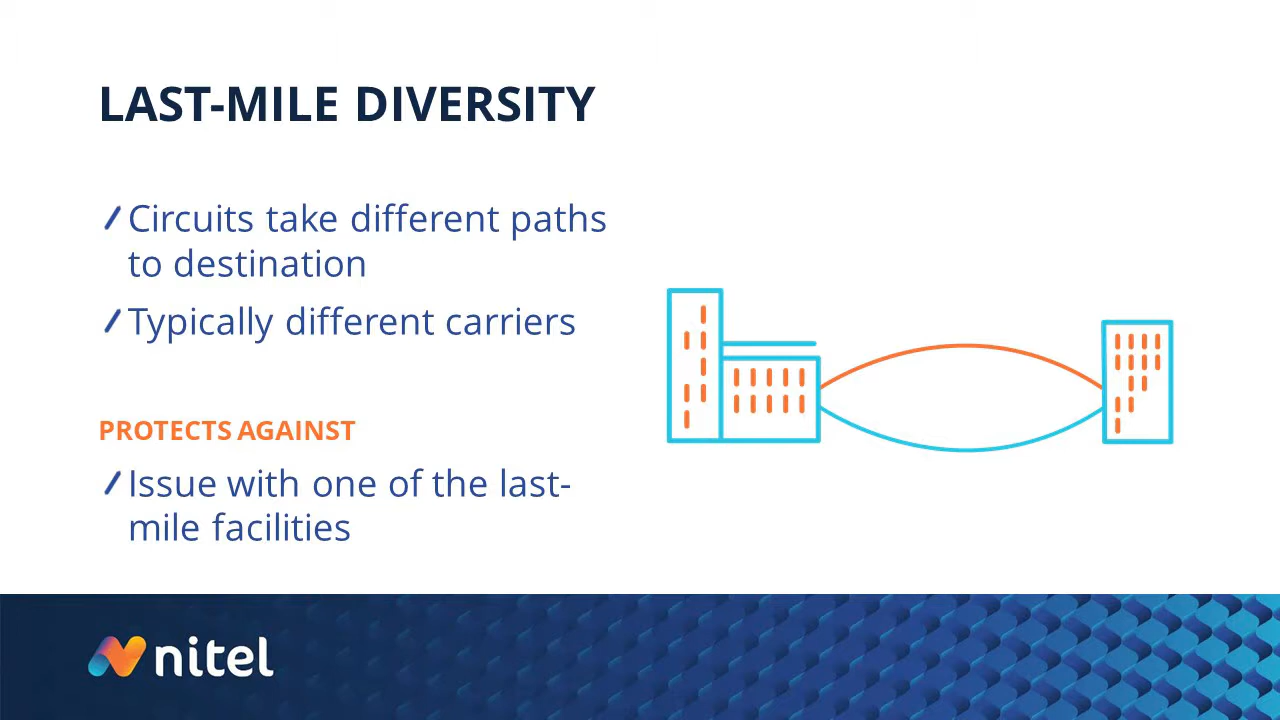 LAST-MILE DIVERSITY
Circuits take different paths
to destination
Typically different carriers
PROTECTS AGAINST
Issue with one of the last-
mile facilities
nitel